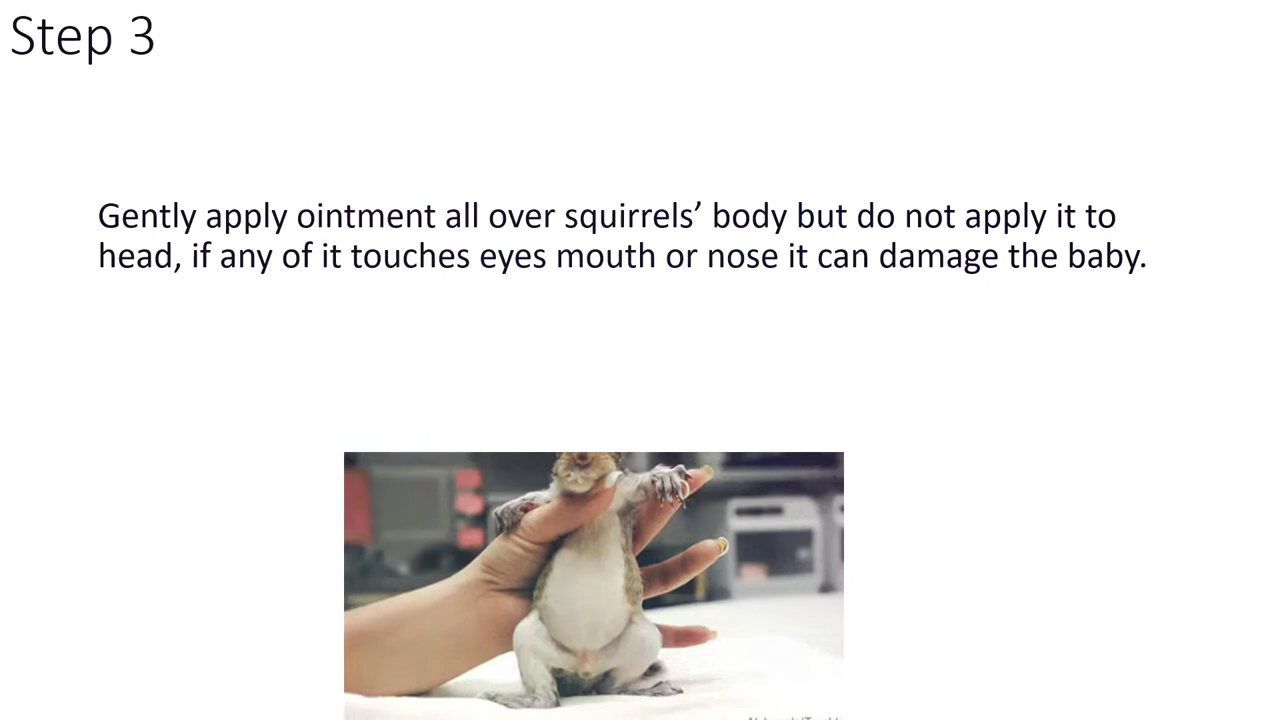 Step 3
Gently apply ointment all over squirrels’ body but do not apply it to
head, if any of it touches eyes mouth or nose it can damage the baby.